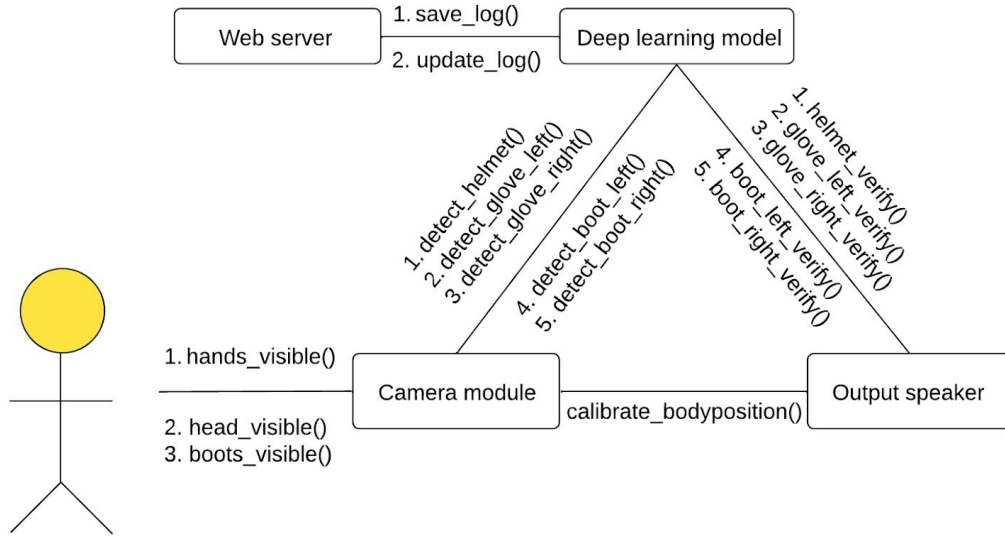 1. save_log()
Web server
Deep learning model
2. update_log()
1. detect_helmet()
2. detect_glove_left()
3. detect_glove_right()
4. detect_boot_left()
5. detect_boot_right()
1. helmet_verify()
2. glove_left_verify()
3. glove_right_verify()
4. boot_left_verify()
5. boot_right_verify()
1. hands_visible()
Camera module
Output speaker
calibrate_bodyposition()
2. head_visible()
3. boots_visible()